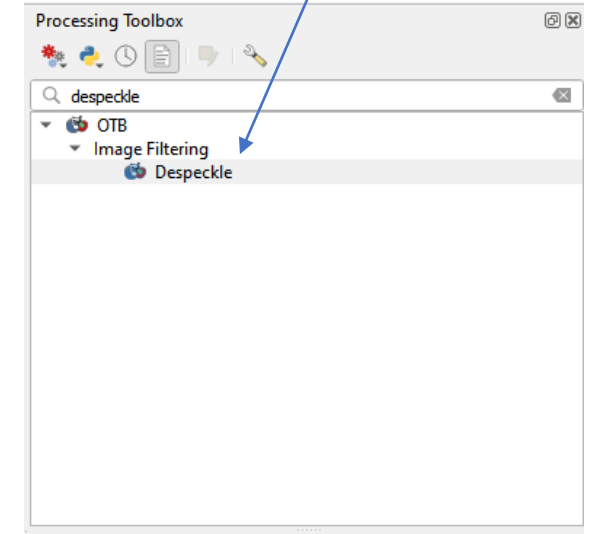 Processing Toolbox
despeckle
OTB
Image Filtering
Despeckle